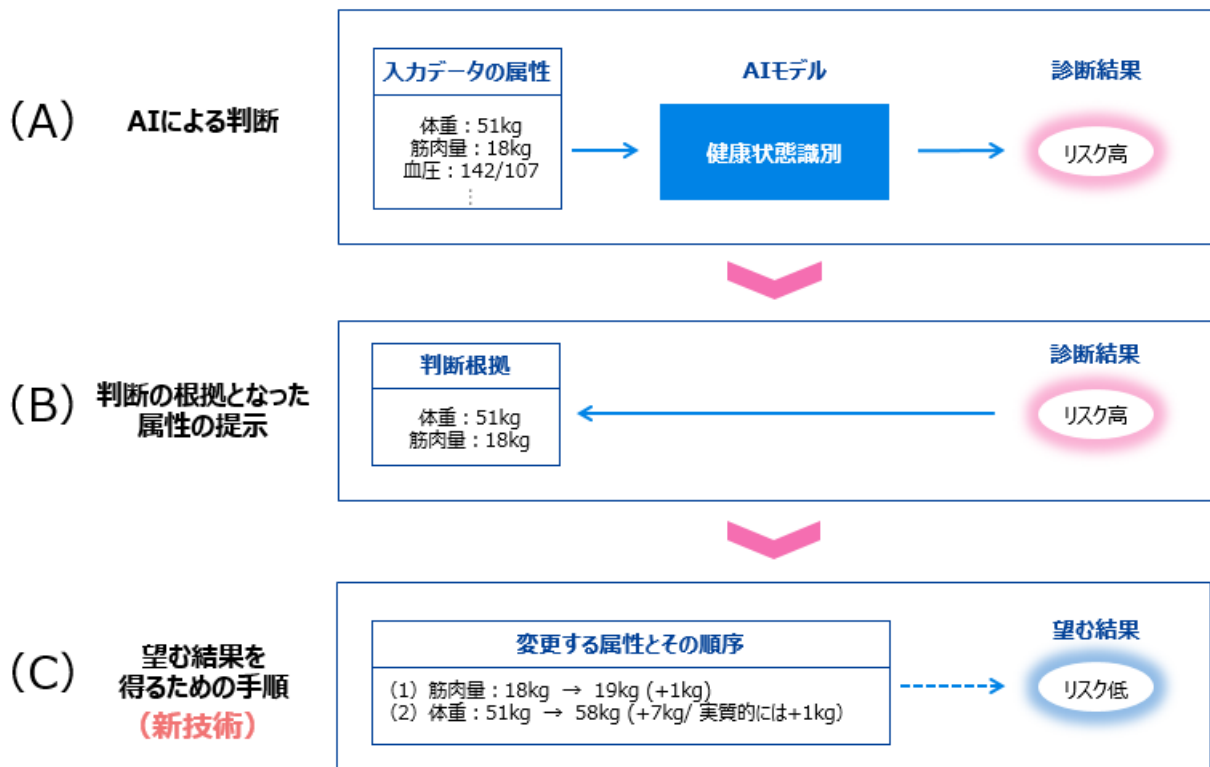 入力データの属性
AIモデル
診断結果
(A)
AIによる判断
体重：51kg
筋肉量：18kg
血圧：142/107
⋮
健康状態識別
リスク高
診断結果
判断根拠
(B)
判断の根拠となった
属性の提示
体重：51kg
筋肉量：18kg
リスク高
変更する属性とその順序
望む結果
(C)
望む結果を
得るための手順
（新技術）
(1) 筋肉量：18kg → 19kg (+1kg)
(2) 体重：51kg → 58kg (+7kg/ 実質的には+1kg）
リスク低